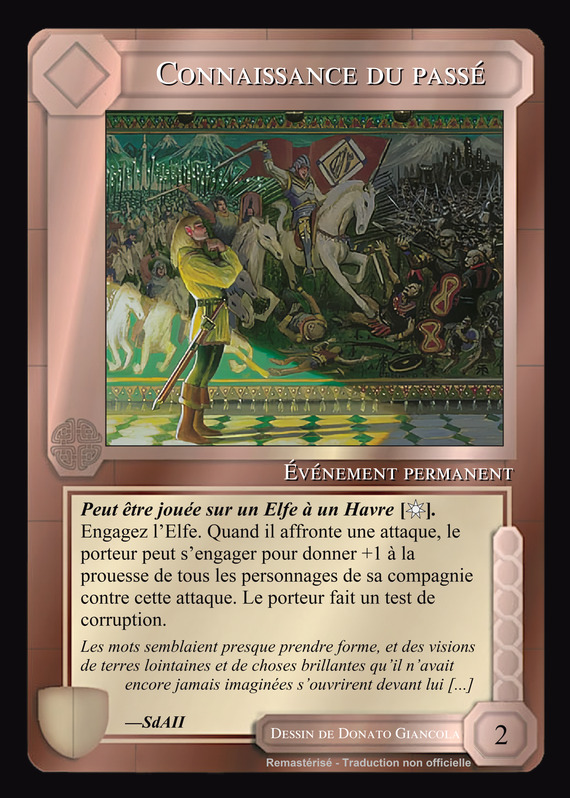 Connaissance du passé
Événement permanent
Peut être jouée sur un Elfe à un Havre [☼].
Engagez l'Elfe. Quand il affronte une attaque, le
porteur peut s'engager pour donner +1 à la
prouesse de tous les personnages de sa compagnie
contre cette attaque. Le porteur fait un test de
corruption.
Les mots semblaient presque prendre forme, et des visions
de terres lointaines et de choses brillantes qu'il n'avait
encore jamais imaginées s'ouvrirent devant lui [...]
—SdAII
Dessin de Donato Giancola
2
Remastérisé - Traduction non officielle